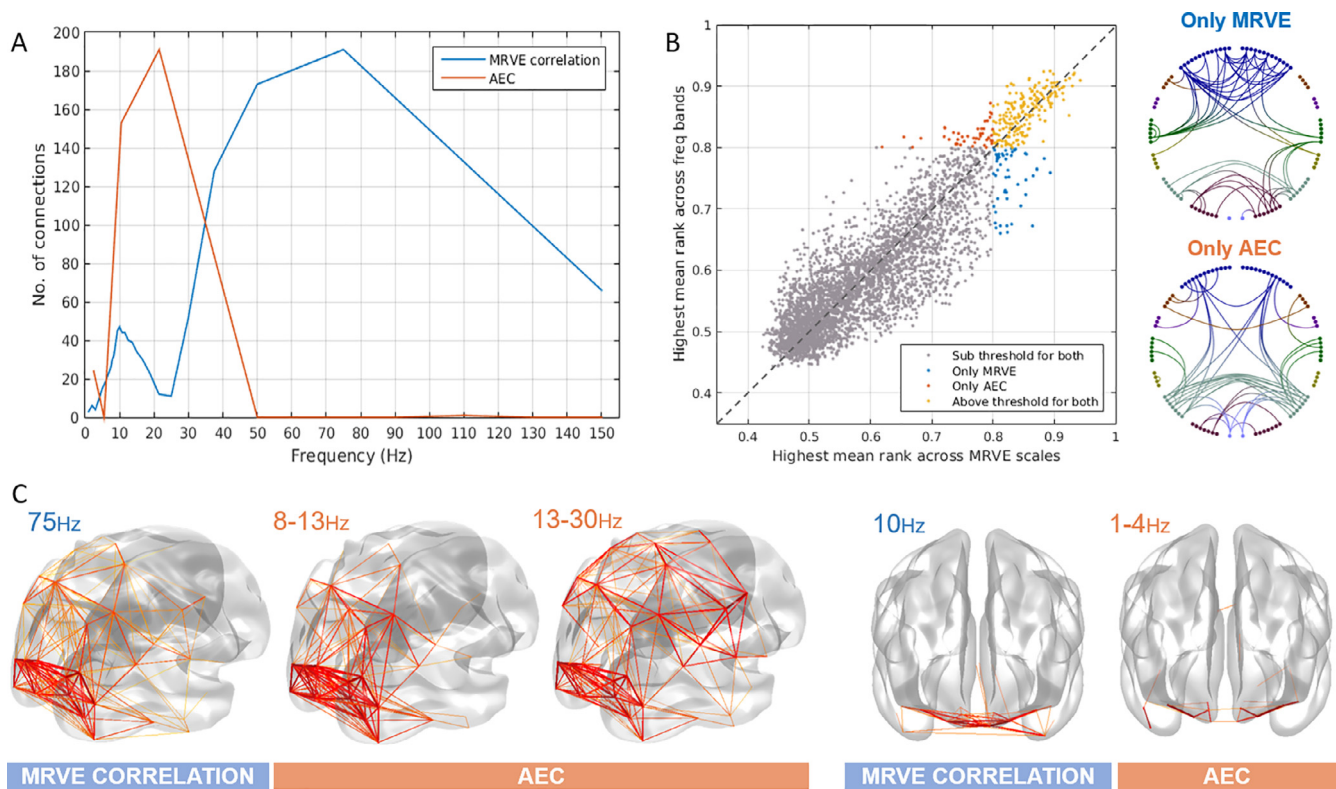 A
200
180
160
140
120
100
80
60
40
20
0
No. of connections
0
10
20
30
40
50
60
70
80
90
100
110
120
130
140
150
Frequency (Hz)
MRVE correlation
AEC
B
1
0.9
0.8
0.7
0.6
0.5
0.4
Highest mean rank across freq bands
0.4
0.5
0.6
0.7
0.8
0.9
1
Highest mean rank across MRVE scales
Sub threshold for both
Only MRVE
Only AEC
Above threshold for both
Only MRVE
Only AEC
C
75Hz
8-13Hz
13-30Hz
10Hz
1-4Hz
MRVE CORRELATION
AEC
MRVE CORRELATION
AEC